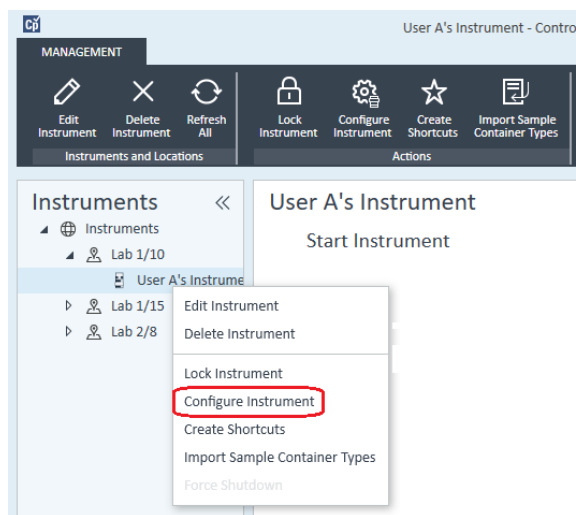 Cp
User A's Instrument - Contro
MANAGEMENT
Edit Instrument
Delete Instrument
Refresh All
Lock Instrument
Configure Instrument
Create Shortcuts
Import Sample Container Types
Instruments and Locations
Actions
Instruments
Instruments
Lab 1/10
User A's Instrume
Lab 1/15
Lab 2/8
User A's Instrument
Start Instrument
Edit Instrument
Delete Instrument
Lock Instrument
Configure Instrument
Create Shortcuts
Import Sample Container Types
Force Shutdown